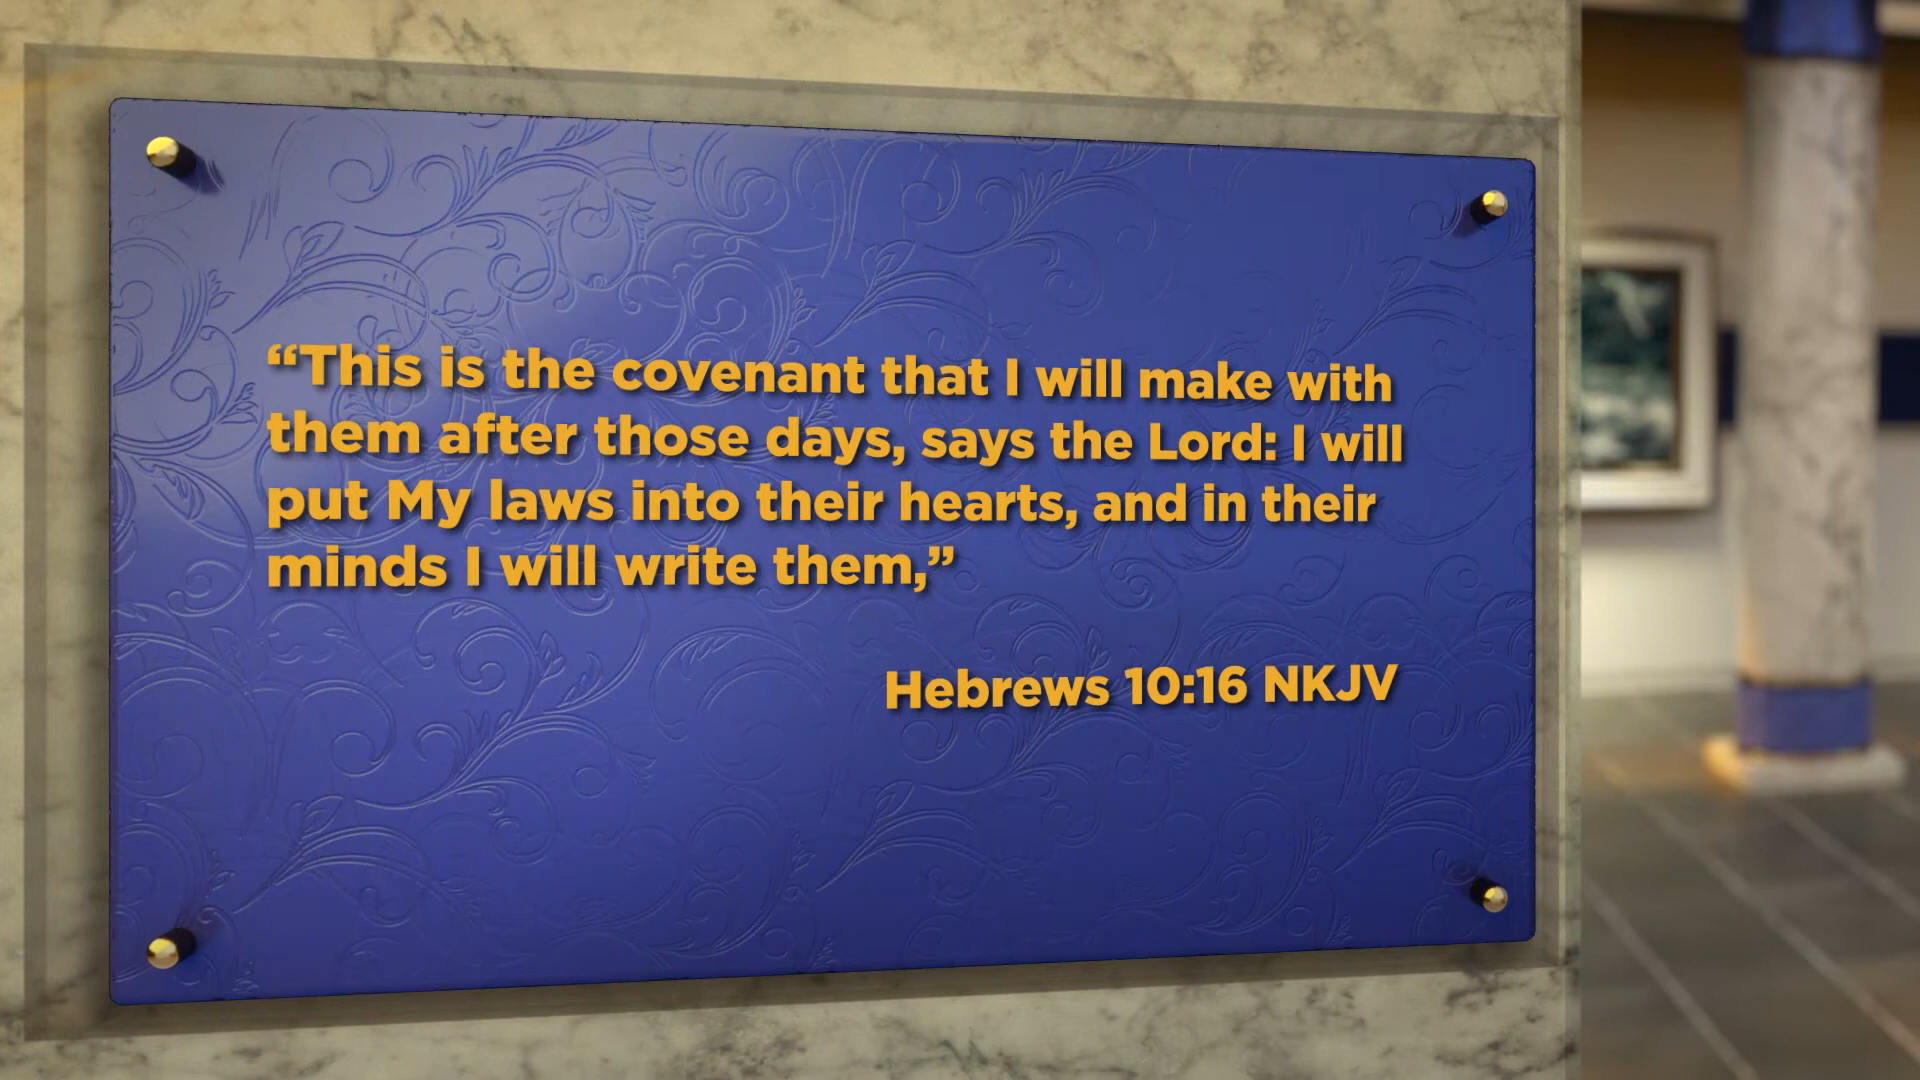 “This is the covenant that I will make with
them after those days, says the Lord: I will
put My laws into their hearts, and in their
minds I will write them,”
Hebrews 10:16 NKJV